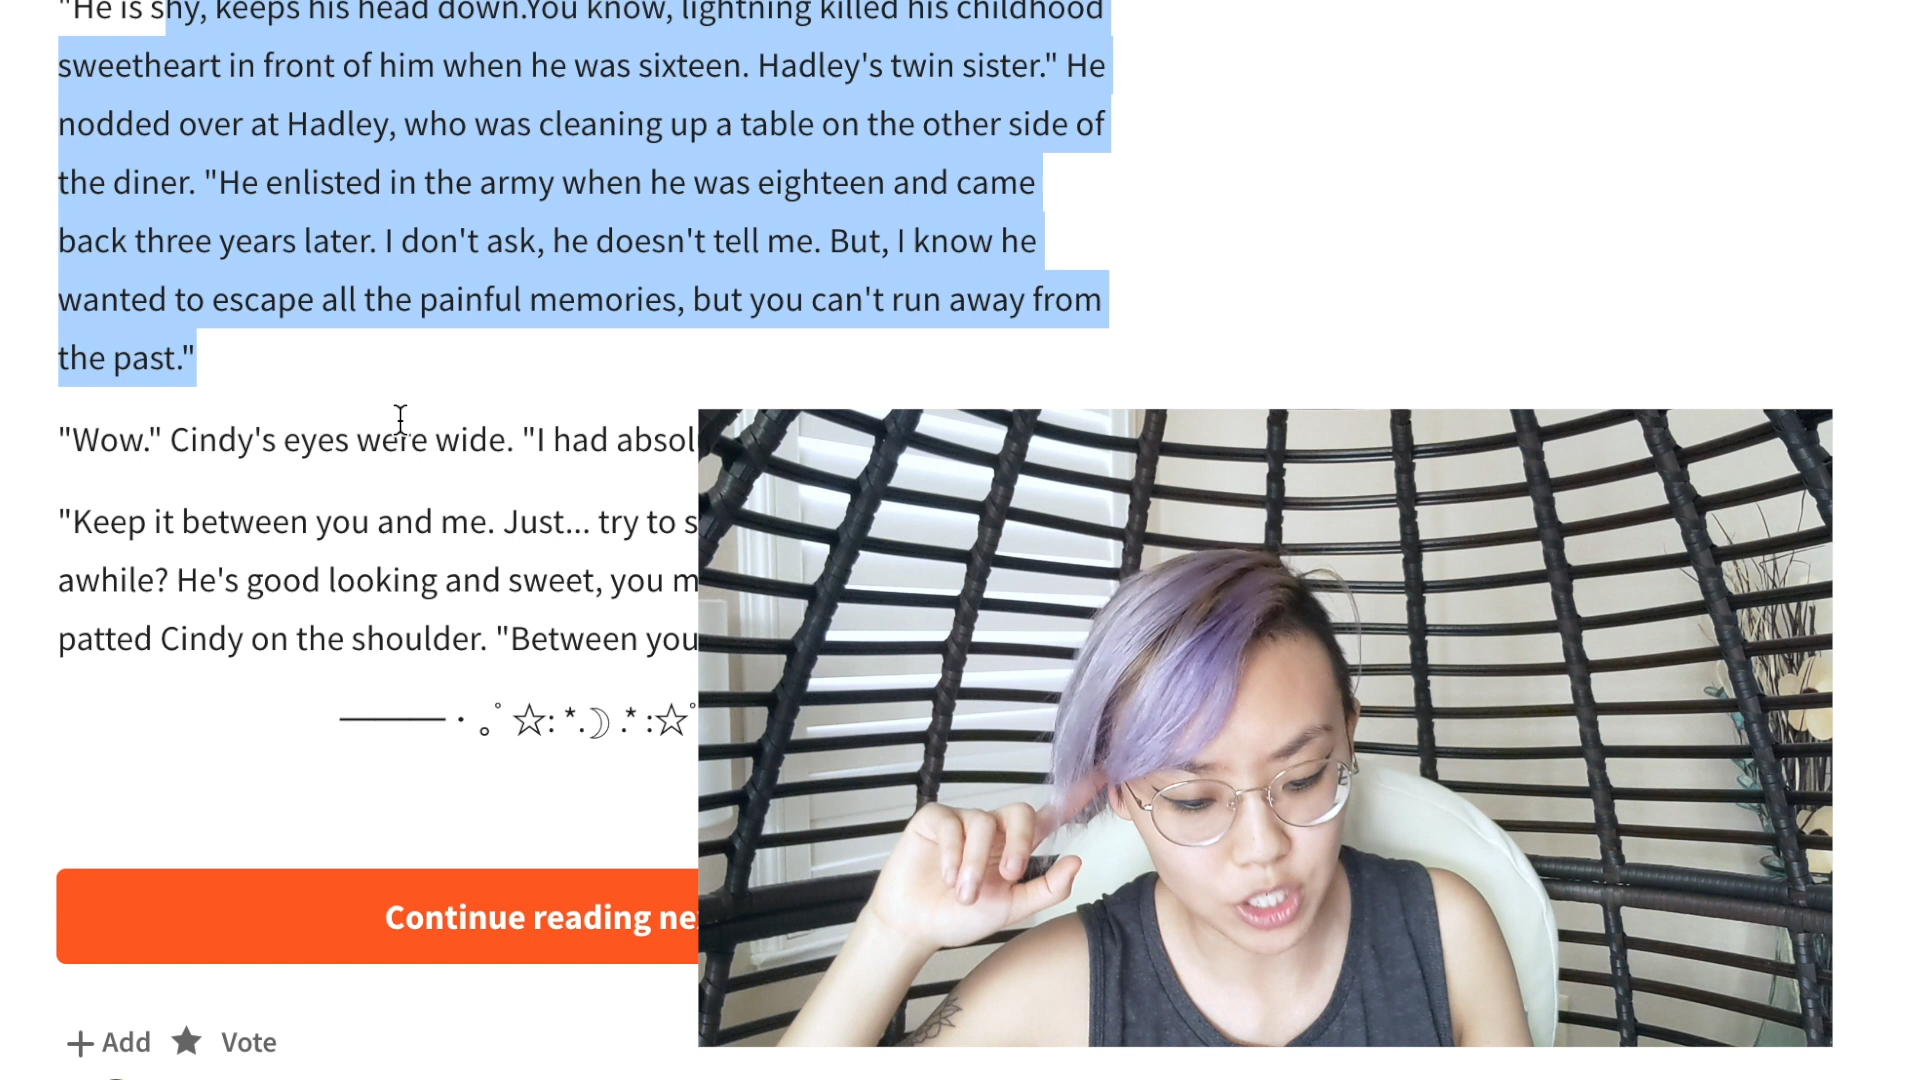 "He is shy, keeps his head down.You know, lightning killed his childhood
sweetheart in front of him when he was sixteen. Hadley's twin sister." He
nodded over at Hadley, who was cleaning up a table on the other side of
the diner. "He enlisted in the army when he was eighteen and came
back three years later. I don't ask, he doesn't tell me. But, I know he
wanted to escape all the painful memories, but you can't run away from
the past."
"Wow." Cindy's eyes were wide. "I had
"Keep it between you and me. Just... try to
awhile? He's good looking and sweet, you
patted Cindy on the shoulder. "Between you
——— · 。ﾟ☆: *.☽ .* :☆ﾟ
Continue reading
+ Add ★ Vote